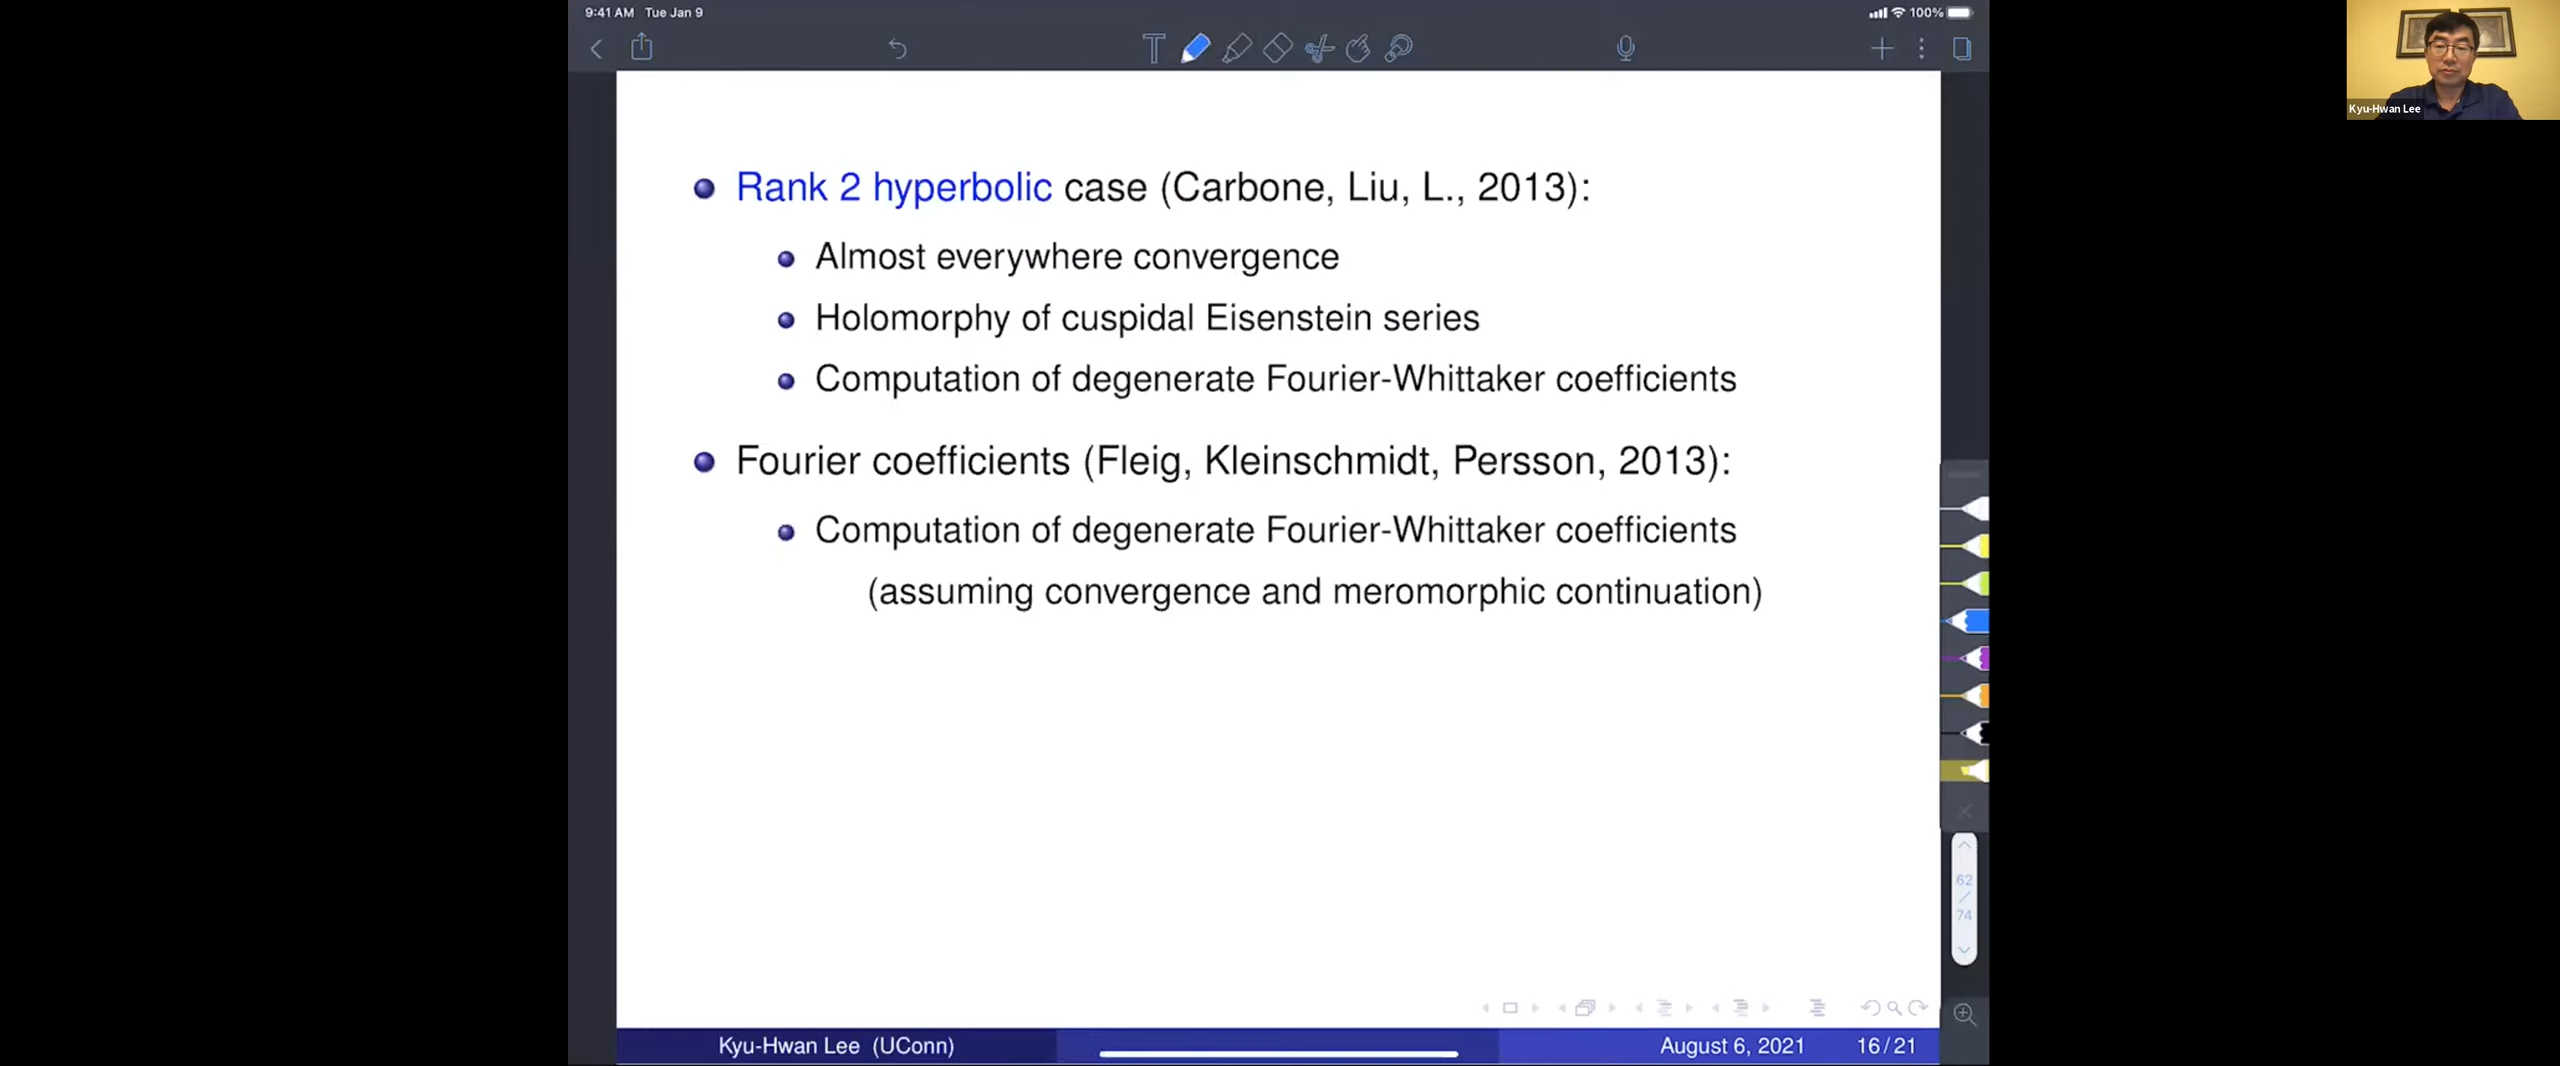 9:41 AM Tue Jan 9
100%
Kyu-Hwan Lee
Rank 2 hyperbolic case (Carbone, Liu, L., 2013):
Almost everywhere convergence
Holomorphy of cuspidal Eisenstein series
Computation of degenerate Fourier-Whittaker coefficients
Fourier coefficients (Fleig, Kleinschmidt, Persson, 2013):
Computation of degenerate Fourier-Whittaker coefficients
(assuming convergence and meromorphic continuation)
62
/
74
Kyu-Hwan Lee (UConn)
August 6, 2021
16/21